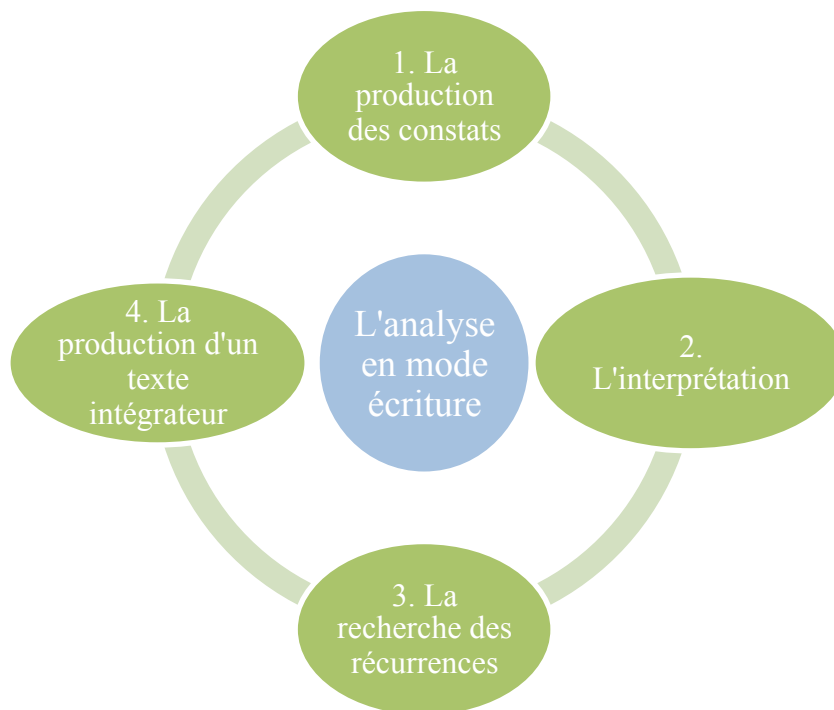 1. La
production
des constats
2.
L'interprétation
3. La
recherche des
récurrences
4. La
production d'un
texte
intégrateur
L'analyse
en mode
écriture